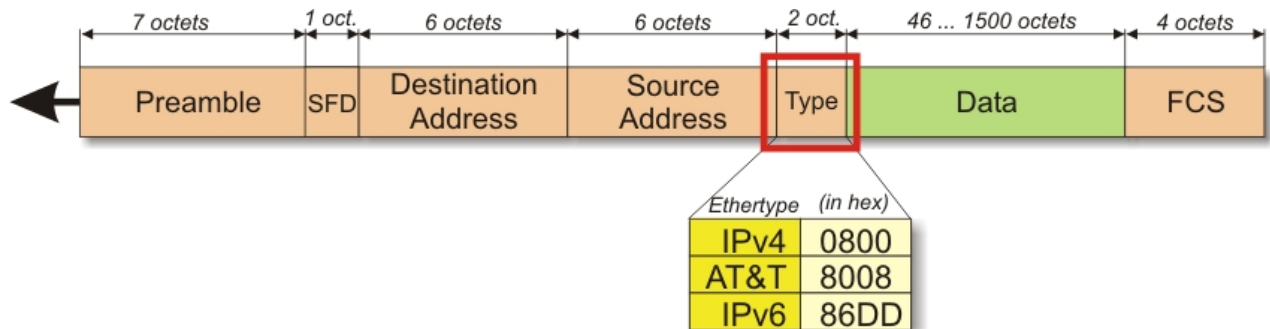 7 octets 1 oct. 6 octets 6 octets 2 oct. 46 ... 1500 octets 4 octets
Preamble SFD Destination Address Source Address Type Data FCS
Ethertype (in hex)
IPv4 0800
AT&T 8008
IPv6 86DD